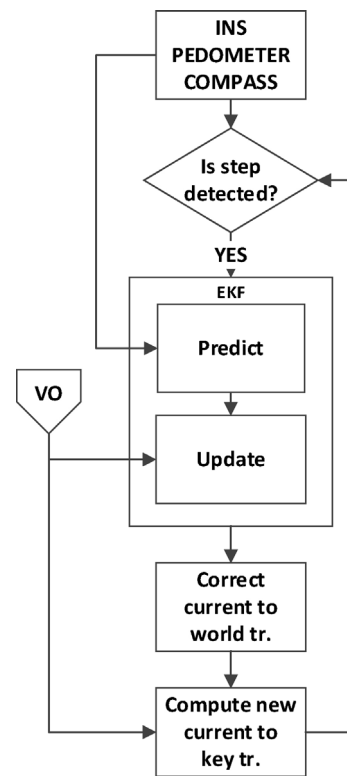 INS
PEDOMETER
COMPASS
Is step
detected?
YES
EKF
Predict
VO
Update
Correct
current to
world tr.
Compute new
current to
key tr.